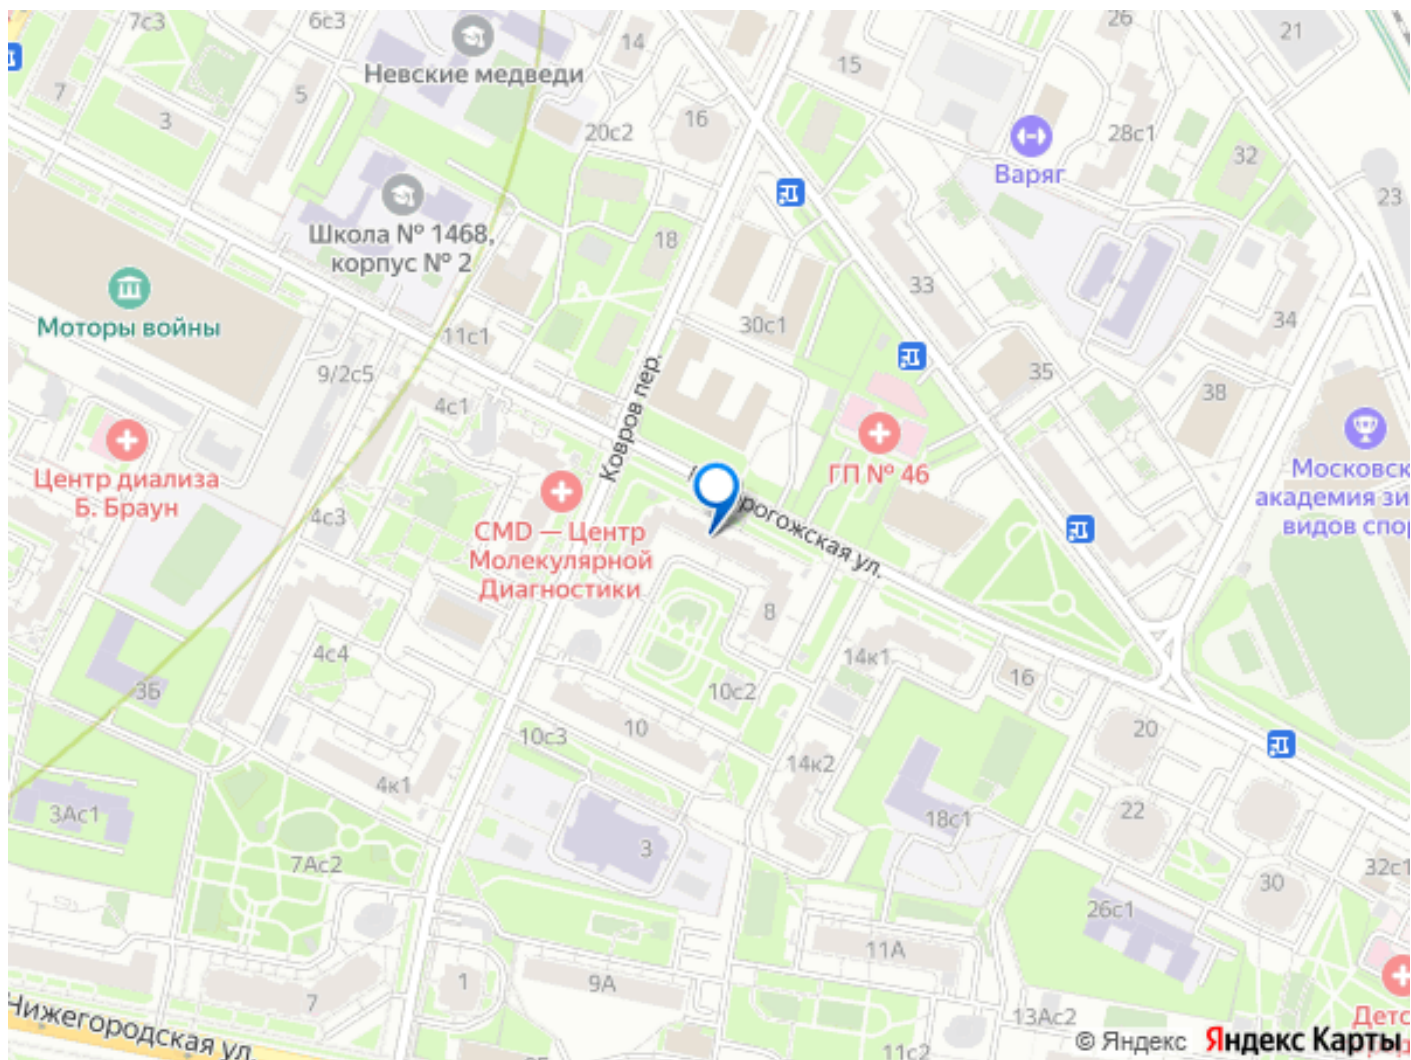 7с3
6с3
14
15
26
21
Невские медведи
7
5
3
20с2
16
28с1
32
23
Варяг
Школа № 1468,
корпус № 2
18
33
34
Моторы войны
11с1
30с1
9/2с5
Ковров пер.
35
38
4с1
ГП № 46
Центр диализа
Б. Браун
4с3
CMD — Центр
Молекулярной
Диагностики
рогожская ул.
Московск
академия зи
видов спор
8
4с4
14к1
16
3Б
10с2
10
20
10с3
14к2
4к1
22
3Ас1
18с1
3
7Ас2
32с1
30
26с1
11А
1
9А
7
Нижегородская ул.
13Ас2
11с2
Детс
© Яндекс Яндекс Карты